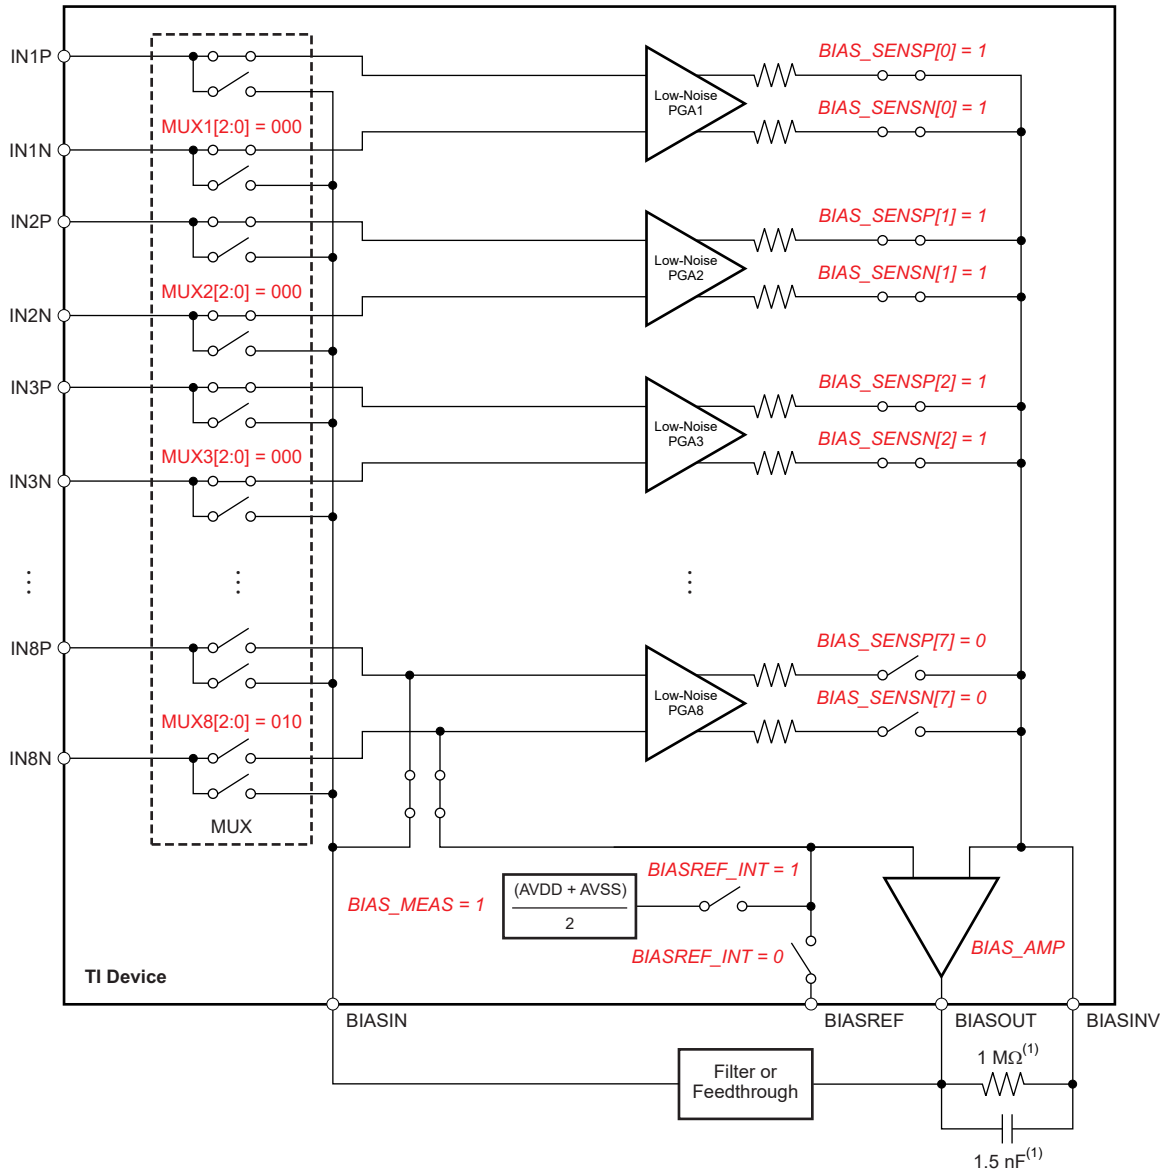 IN1P
BIAS_SENSP[0] = 1
Low-Noise
PGA1
BIAS_SENSN[0] = 1
MUX1[2:0] = 000
IN1N
IN2P
BIAS_SENSP[1] = 1
Low-Noise
PGA2
BIAS_SENSN[1] = 1
MUX2[2:0] = 000
IN2N
IN3P
BIAS_SENSP[2] = 1
Low-Noise
PGA3
BIAS_SENSN[2] = 1
MUX3[2:0] = 000
IN3N
IN8P
BIAS_SENSP[7] = 0
Low-Noise
PGA8
BIAS_SENSN[7] = 0
MUX8[2:0] = 010
IN8N
MUX
BIAS_MEAS = 1
(AVDD + AVSS)
2
BIASREF_INT = 1
BIASREF_INT = 0
BIAS_AMP
TI Device
BIASIN
BIASREF
BIASOUT
BIASINV
Filter or
Feedthrough
1 MΩ(1)
1.5 nF(1)